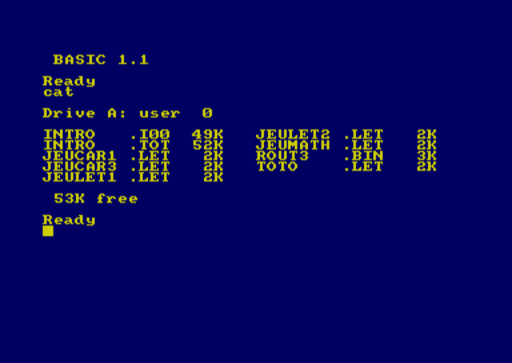 BASIC 1.1
Ready
cat
Drive A: user  0
INTRO   .I00  49K   JEULET2 .LET   2K
INTRO   .TOT  52K   JEUMATH .LET   2K
JEUCAR1 .LET   2K   ROUT3   .BIN   3K
JEUCAR3 .LET   2K   TOTO    .LET   2K
JEULET1 .LET   2K
53K free
Ready